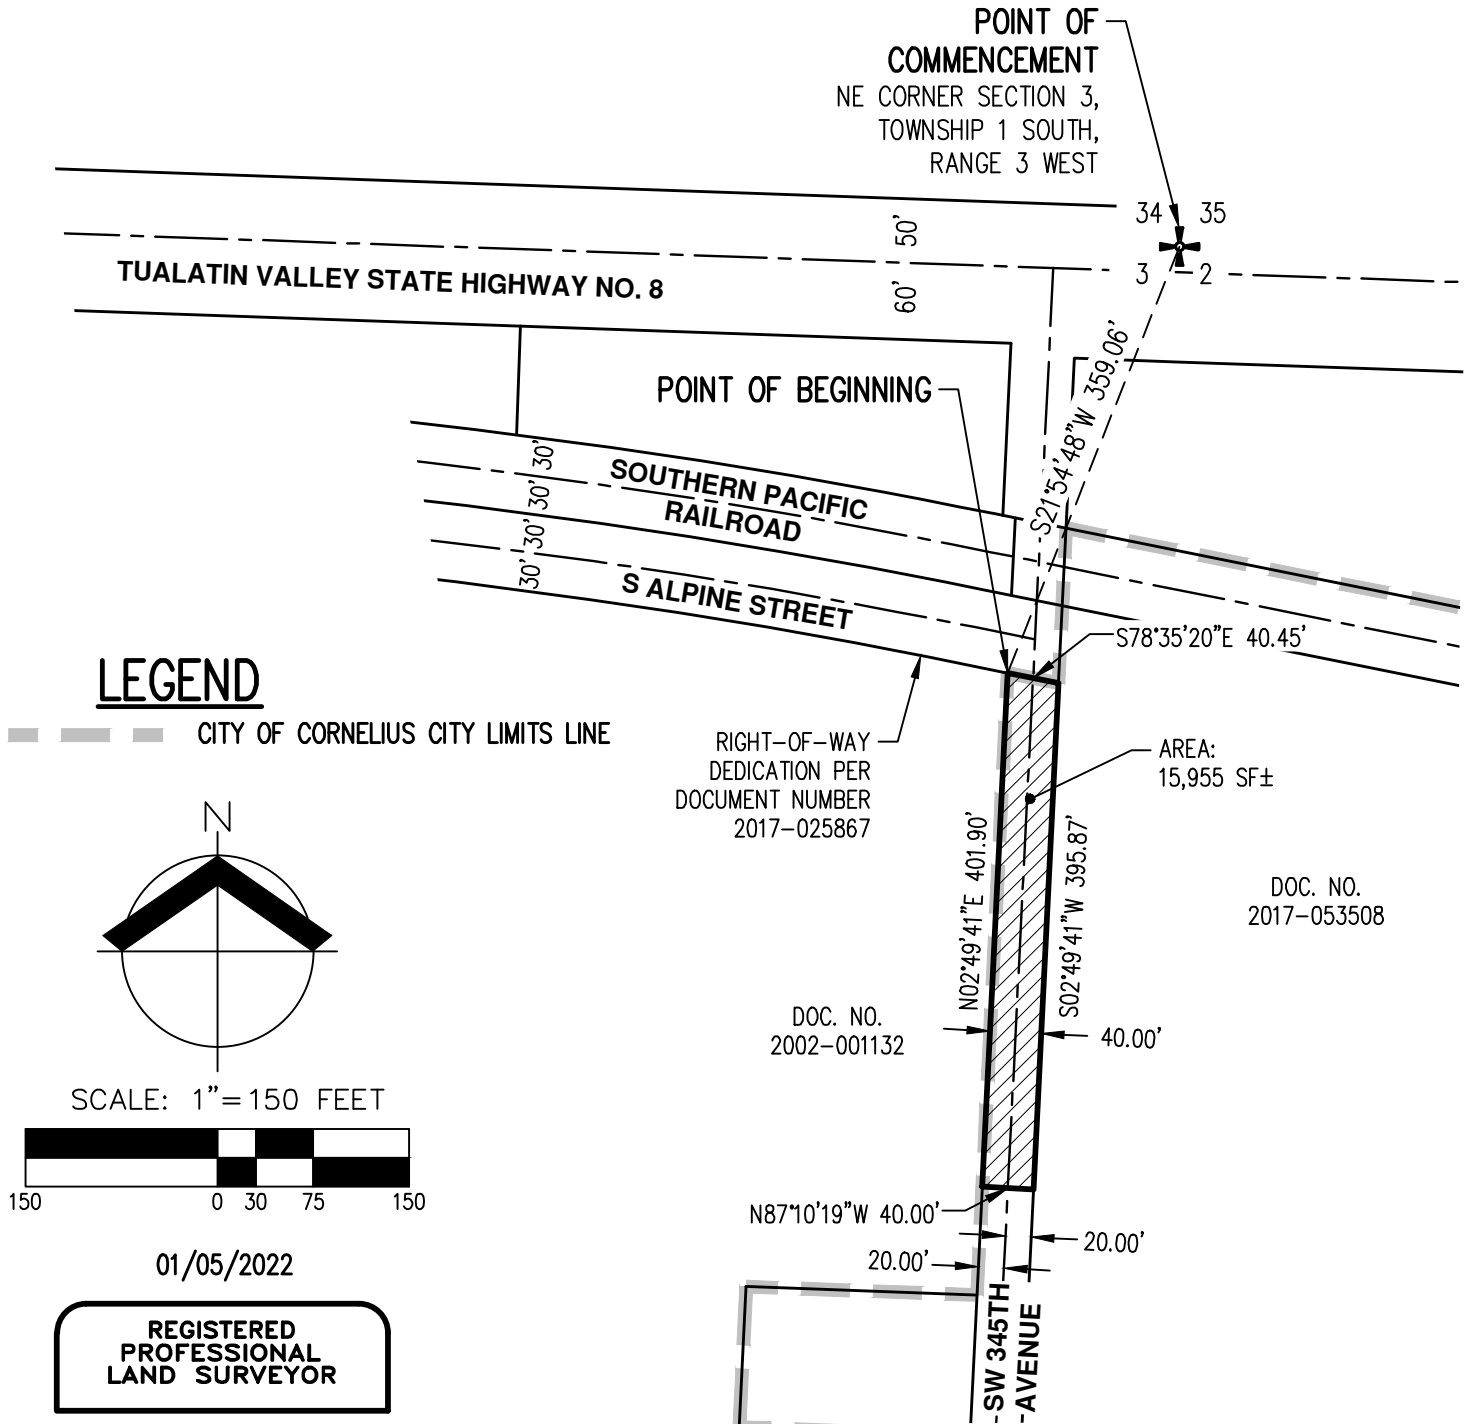 POINT OF
COMMENCEMENT
NE CORNER SECTION 3,
TOWNSHIP 1 SOUTH,
RANGE 3 WEST
34 35
3 2
50'
60'
TUALATIN VALLEY STATE HIGHWAY NO. 8
S21°54'48"W 359.06'
POINT OF BEGINNING
30'
30'
30'
30'
SOUTHERN PACIFIC
RAILROAD
S ALPINE STREET
S78°35'20"E 40.45'
LEGEND
CITY OF CORNELIUS CITY LIMITS LINE
RIGHT-OF-WAY
DEDICATION PER
DOCUMENT NUMBER
2017-025867
AREA:
15,955 SF±
N02°49'41"E 401.90'
S02°49'41"W 395.87'
DOC. NO.
2017-053508
DOC. NO.
2002-001132
40.00'
N
SCALE: 1"=150 FEET
150 0 30 75 150
N87°10'19"W 40.00'
20.00'
20.00'
SW 345TH
AVENUE
01/05/2022
REGISTERED
PROFESSIONAL
LAND SURVEYOR